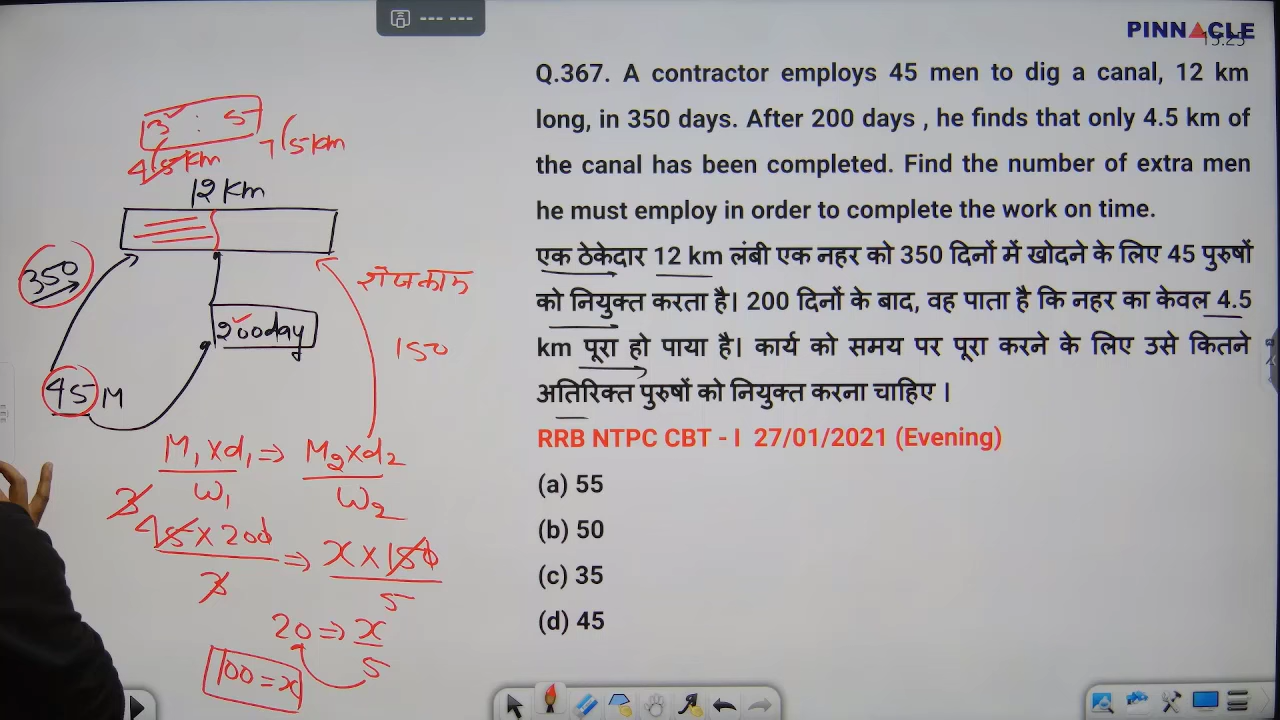 PINNACLE
15:25
Q.367. A contractor employs 45 men to dig a canal, 12 km
long, in 350 days. After 200 days , he finds that only 4.5 km of
the canal has been completed. Find the number of extra men
he must employ in order to complete the work on time.
एक ठेकेदार 12 km लंबी एक नहर को 350 दिनों में खोदने के लिए 45 पुरुषों
को नियुक्त करता है। 200 दिनों के बाद, वह पाता है कि नहर का केवल 4.5
km पूरा हो पाया है। कार्य को समय पर पूरा करने के लिए उसे कितने
अतिरिक्त पुरुषों को नियुक्त करना चाहिए ।
RRB NTPC CBT - I 27/01/2021 (Evening)
(a) 55
(b) 50
(c) 35
(d) 45
3 : 5
4.5 km 7.5 km
12 Km
350
शेष काम
200day
150
45 M
M₁ x d₁ ⇒ M₂ x d₂
W₁ W₂
3
45 x 200 ⇒ x x 150
3 5
20 ⇒ x
5
100 = x